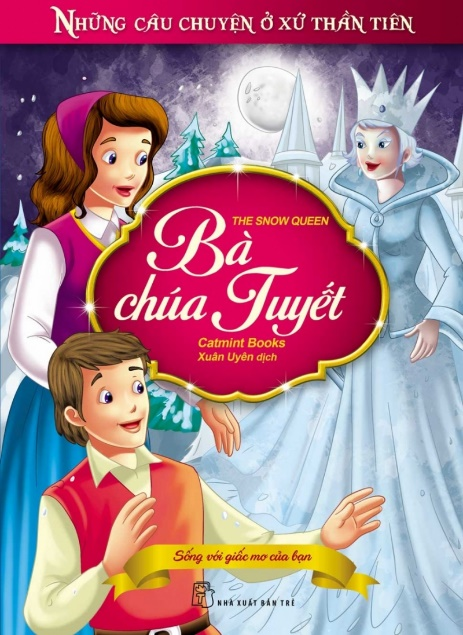 NHỮNG CÂU CHUYỆN Ở XỨ THẦN TIÊN
THE SNOW QUEEN
Bà
chúa Tuyết
Catmint Books
Xuân Uyên dịch
Sống với giấc mơ của bạn
NHÀ XUẤT BẢN TRẺ